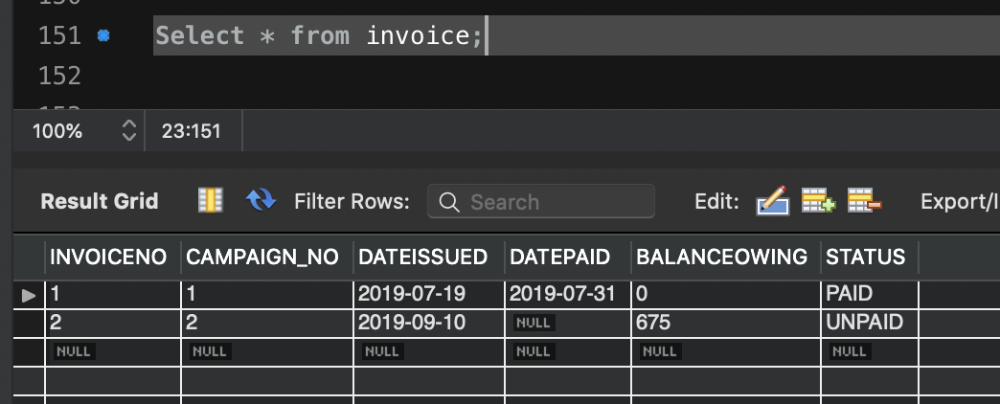 151 Select * from invoice;
152
100% 23:151
Result Grid Filter Rows: Search Edit: Export/I
INVOICENO CAMPAIGN_NO DATEISSUED DATEPAID BALANCEOWING STATUS
1 1 2019-07-19 2019-07-31 0 PAID
2 2 2019-09-10 NULL 675 UNPAID
NULL NULL NULL NULL NULL NULL